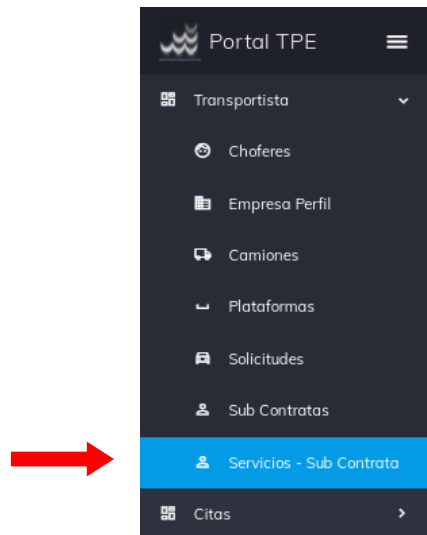 Portal TPE
Transportista
Choferes
Empresa Perfil
Camiones
Plataformas
Solicitudes
Sub Contratas
Servicios - Sub Contrata
Citas